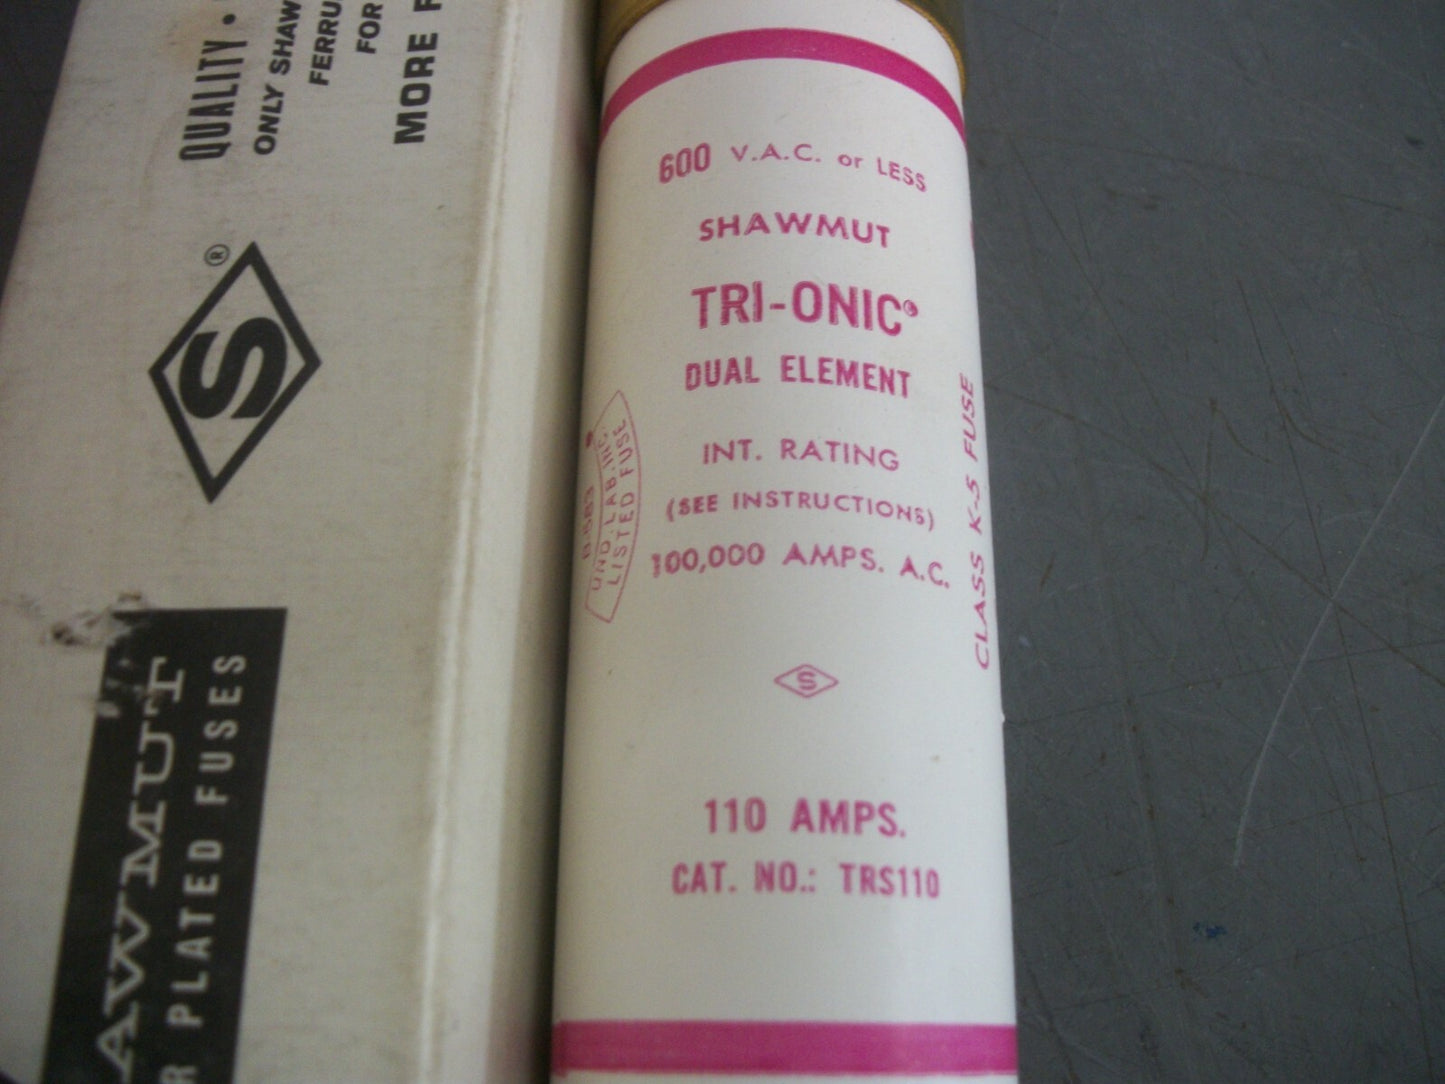 QUALITY •
ONLY SHAW
FERRU
FOR
MORE
S
®
AWMUT
R PLATED FUSES
600 V.A.C. or LESS
SHAWMUT
TRI-ONIC®
DUAL ELEMENT
INT. RATING
(SEE INSTRUCTIONS)
100,000 AMPS. A.C.
S
110 AMPS.
CAT. NO.: TRS110
UND. LAB. INC.
LISTED FUSE
CLASS K-5 FUSE